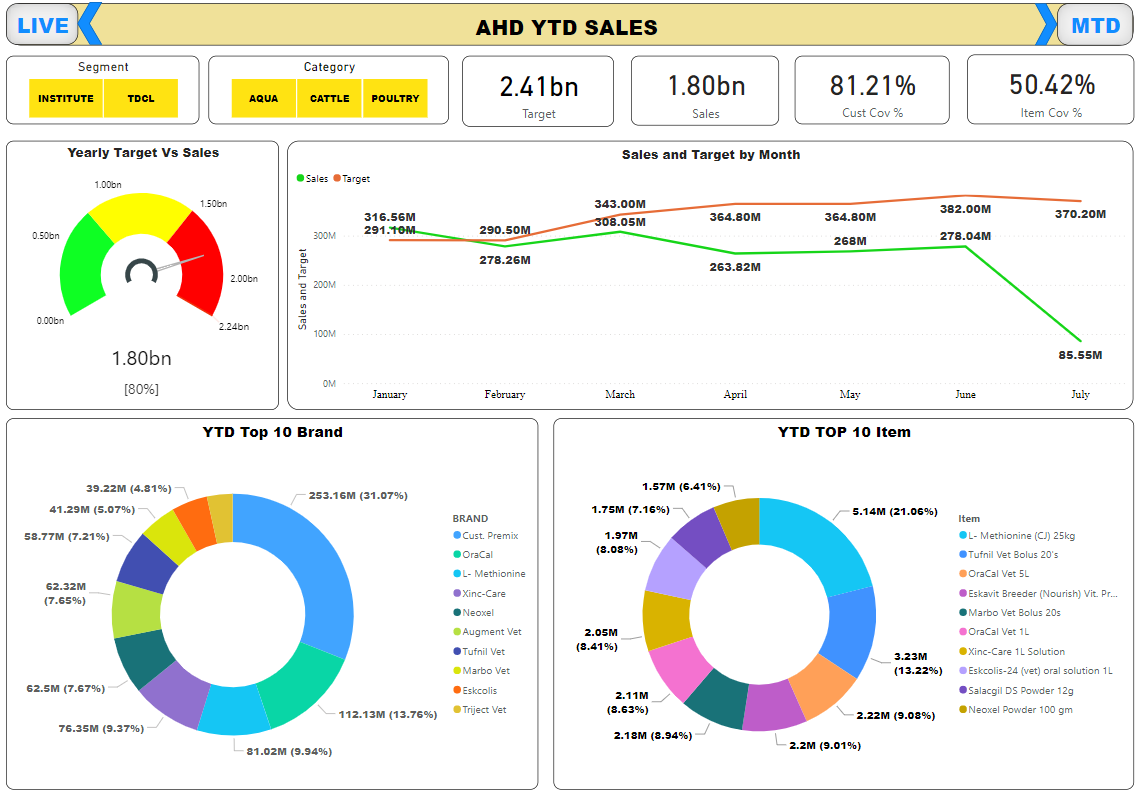 LIVE
AHD YTD SALES
MTD
Segment
INSTITUTE
TDCL
Category
AQUA
CATTLE
POULTRY
2.41bn
Target
1.80bn
Sales
81.21%
Cust Cov %
50.42%
Item Cov %
Yearly Target Vs Sales
0.00bn
0.50bn
1.00bn
1.50bn
2.00bn
2.24bn
1.80bn
[80%]
Sales and Target by Month
Sales
Target
Sales and Target
300M
200M
100M
0M
316.56M
291.10M
290.50M
278.26M
343.00M
308.05M
364.80M
263.82M
364.80M
268M
382.00M
278.04M
370.20M
85.55M
January
February
March
April
May
June
July
YTD Top 10 Brand
253.16M (31.07%)
112.13M (13.76%)
81.02M (9.94%)
76.35M (9.37%)
62.5M (7.67%)
62.32M
(7.65%)
58.77M (7.21%)
41.29M (5.07%)
39.22M (4.81%)
BRAND
Cust. Premix
OraCal
L- Methionine
Xinc-Care
Neoxel
Augment Vet
Tufnil Vet
Marbo Vet
Eskcolis
Triject Vet
YTD TOP 10 Item
5.14M (21.06%)
3.23M
(13.22%)
2.22M (9.08%)
2.2M (9.01%)
2.18M (8.94%)
2.11M
(8.63%)
2.05M
(8.41%)
1.97M
(8.08%)
1.75M (7.16%)
1.57M (6.41%)
Item
L- Methionine (CJ) 25kg
Tufnil Vet Bolus 20's
OraCal Vet 5L
Eskavit Breeder (Nourish) Vit. Pr...
Marbo Vet Bolus 20s
OraCal Vet 1L
Xinc-Care 1L Solution
Eskcolis-24 (vet) oral solution 1L
Salacgil DS Powder 12g
Neoxel Powder 100 gm